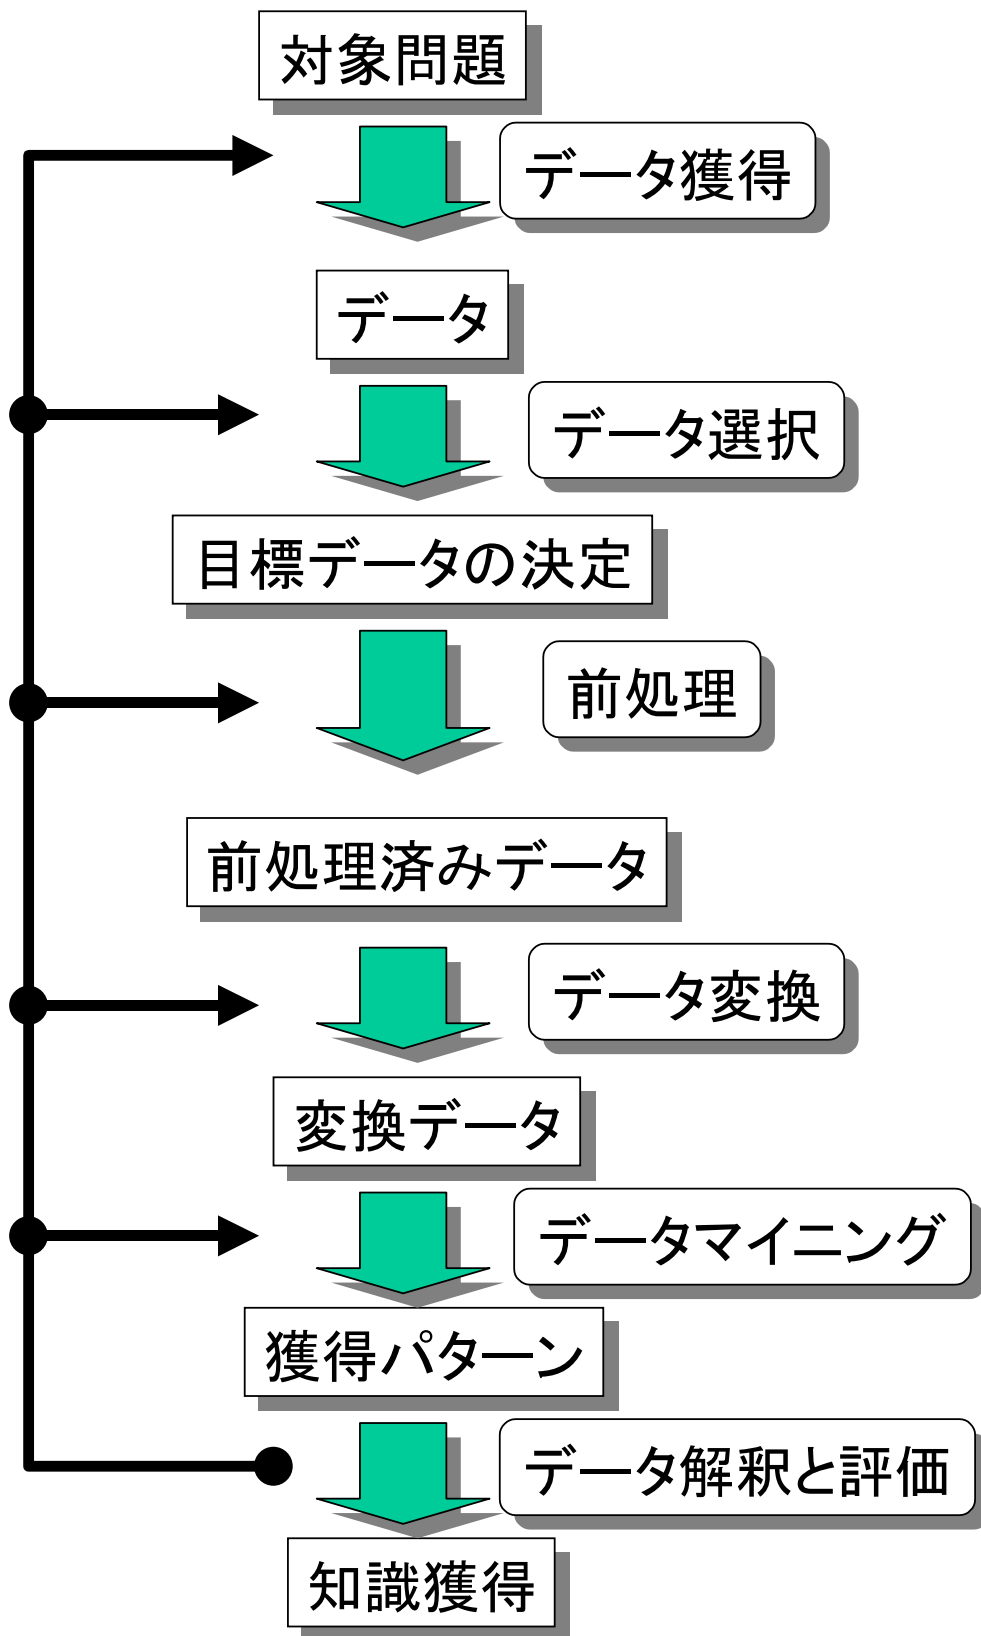 対象問題
データ獲得
データ
データ選択
目標データの決定
前処理
前処理済みデータ
データ変換
変換データ
データマイニング
獲得パターン
データ解釈と評価
知識獲得